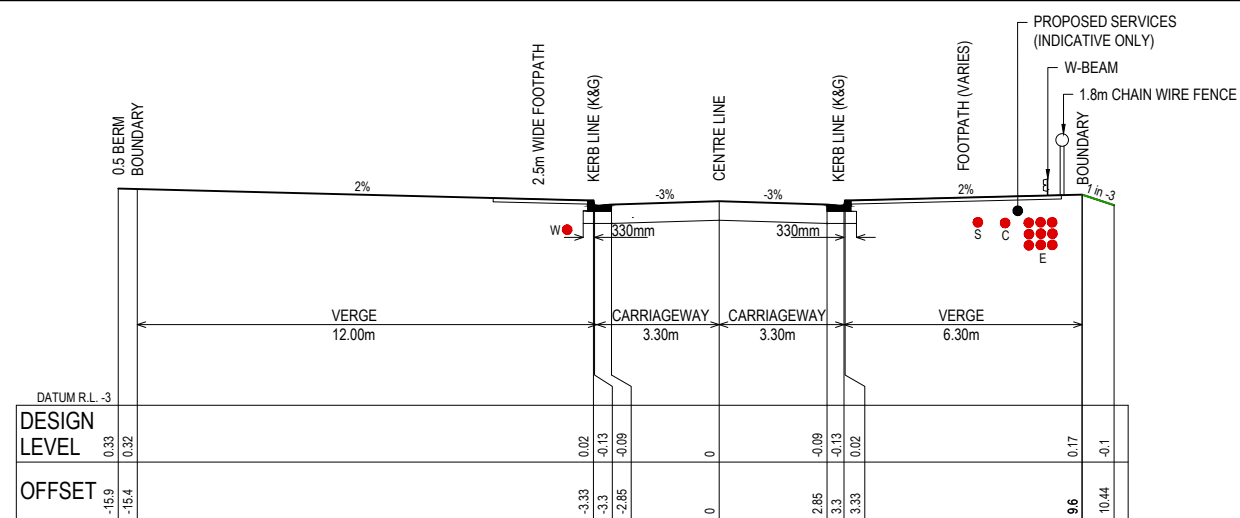 PROPOSED SERVICES
(INDICATIVE ONLY)
W-BEAM
1.8m CHAIN WIRE FENCE
0.5 BERM
BOUNDARY
2.5m WIDE FOOTPATH
KERB LINE (K&G)
CENTRE LINE
KERB LINE (K&G)
FOOTPATH (VARIES)
BOUNDARY
2%
-3%
-3%
2%
1 in -3
W
330mm
330mm
S
C
E
VERGE
12.00m
CARRIAGEWAY
3.30m
CARRIAGEWAY
3.30m
VERGE
6.30m
DATUM R.L. -3
DESIGN
LEVEL
0.33
0.32
0.02
-0.13
-0.09
0
-0.09
-0.13
0.02
0.17
-0.1
OFFSET
-15.9
-15.4
-3.33
-3.3
-2.85
0
2.85
3.3
3.33
9.6
10.44